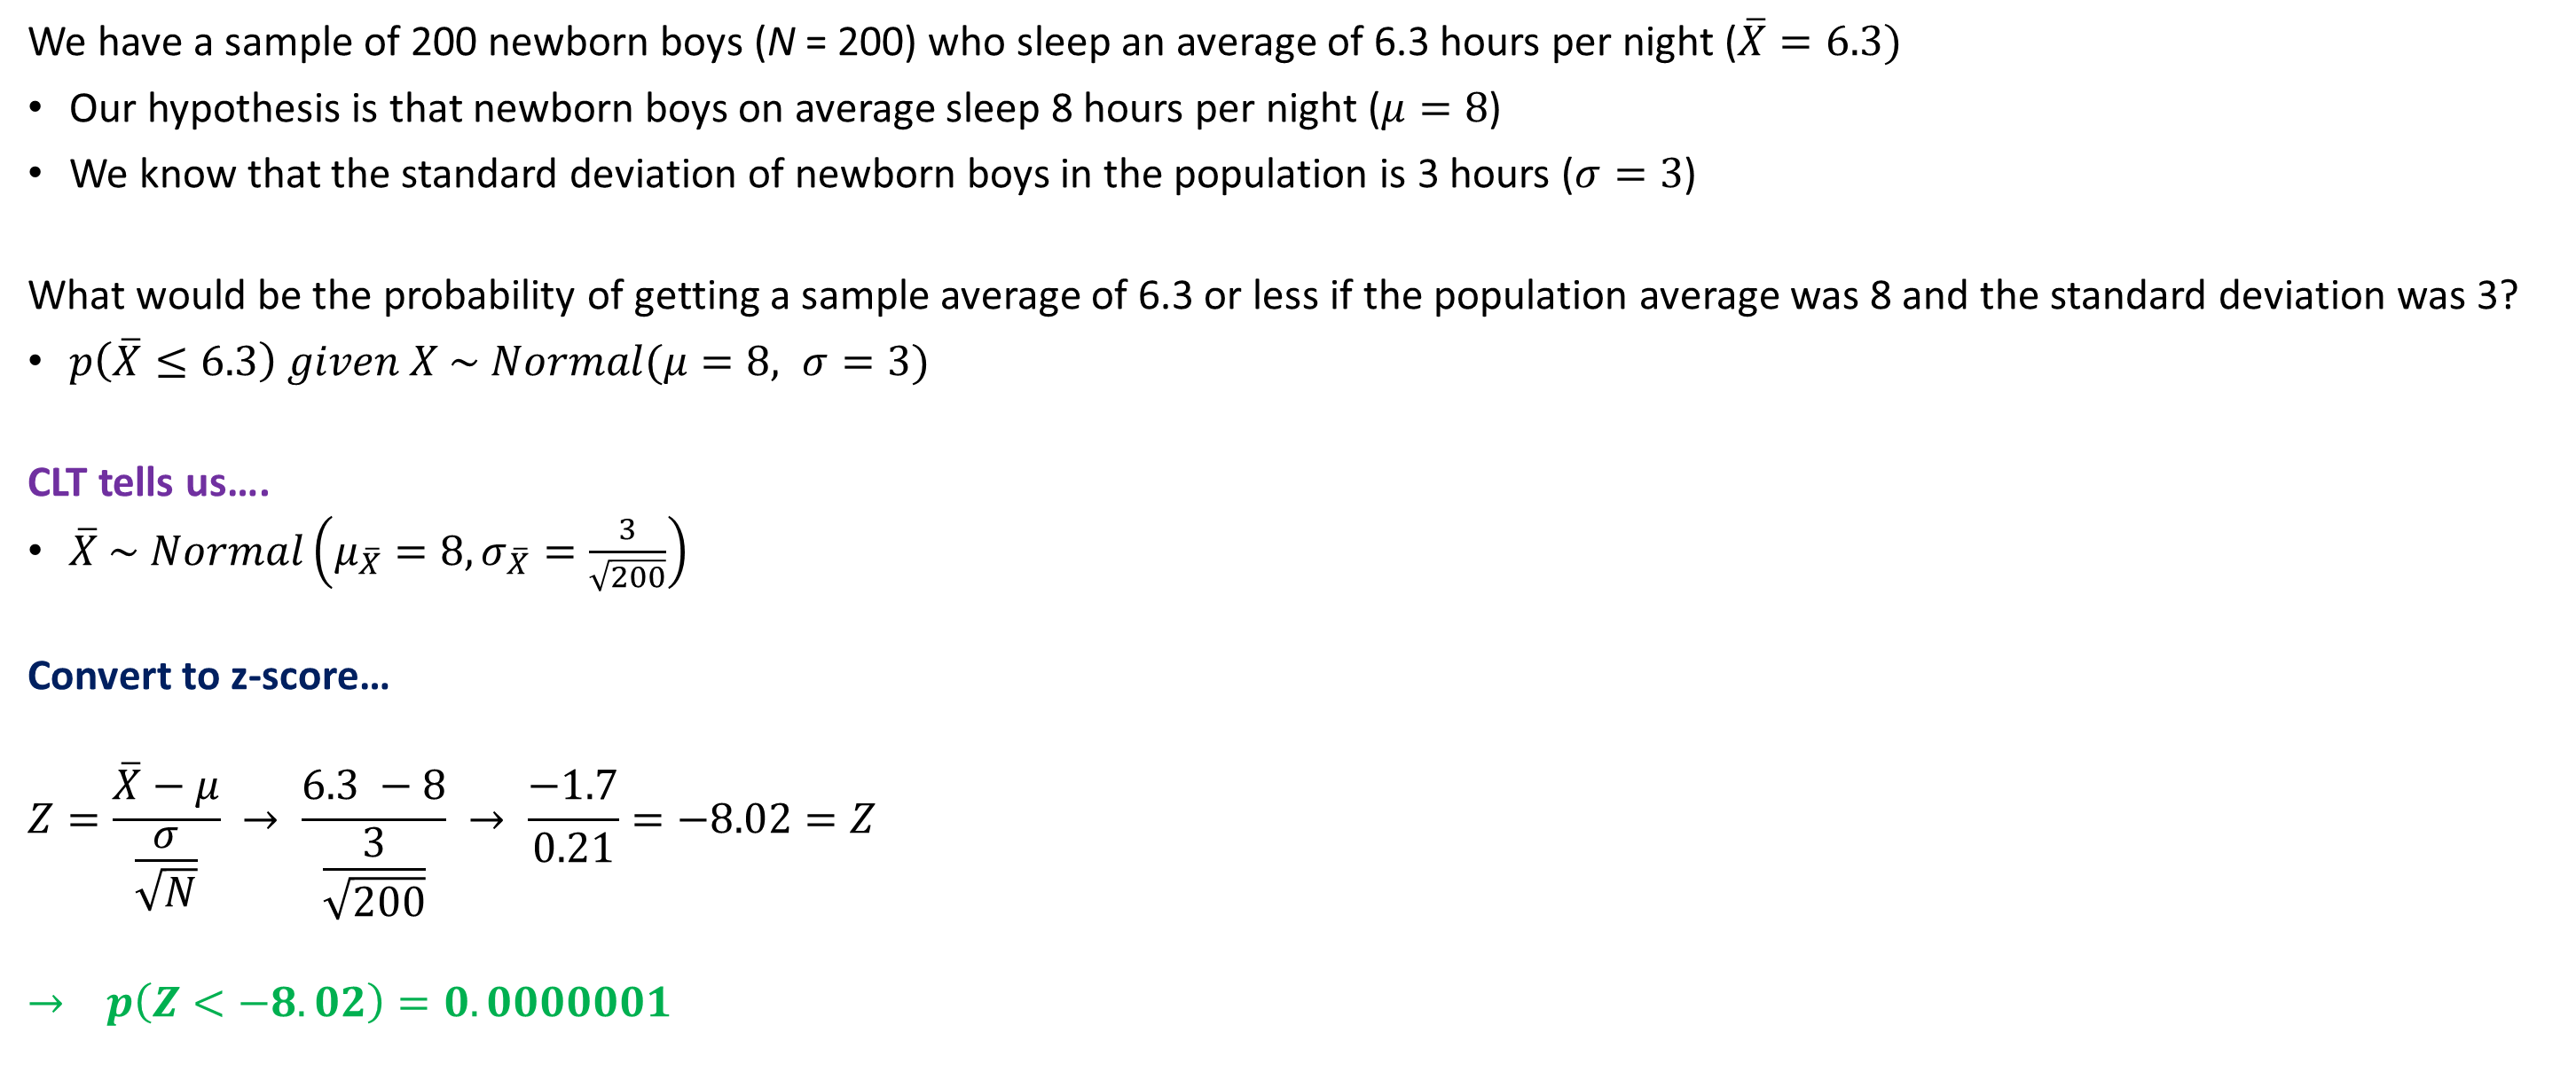 We have a sample of 200 newborn boys (N = 200) who sleep an average of 6.3 hours per night (X̄ = 6.3)
• Our hypothesis is that newborn boys on average sleep 8 hours per night (μ = 8)
• We know that the standard deviation of newborn boys in the population is 3 hours (σ = 3)
What would be the probability of getting a sample average of 6.3 or less if the population average was 8 and the standard deviation was 3?
• p(X̄ ≤ 6.3) given X ~ Normal(μ = 8, σ = 3)
CLT tells us....
• X̄ ~ Normal(μ_X̄ = 8, σ_X̄ = 3/√200)
Convert to z-score…
Z = (X̄ − μ)/(σ/√N) → (6.3 − 8)/(3/√200) → −1.7/0.21 = −8.02 = Z
→ p(Z < −8.02) = 0.0000001